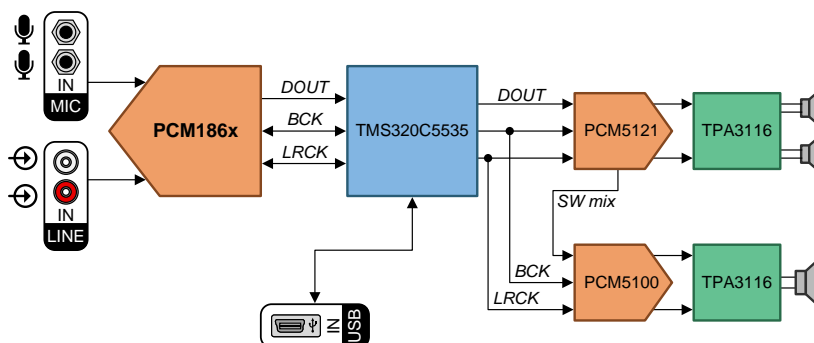 IN
MIC
IN
LINE
PCM186x
DOUT
BCK
LRCK
TMS320C5535
DOUT
PCM5121
TPA3116
SW mix
BCK
LRCK
PCM5100
TPA3116
IN
USB